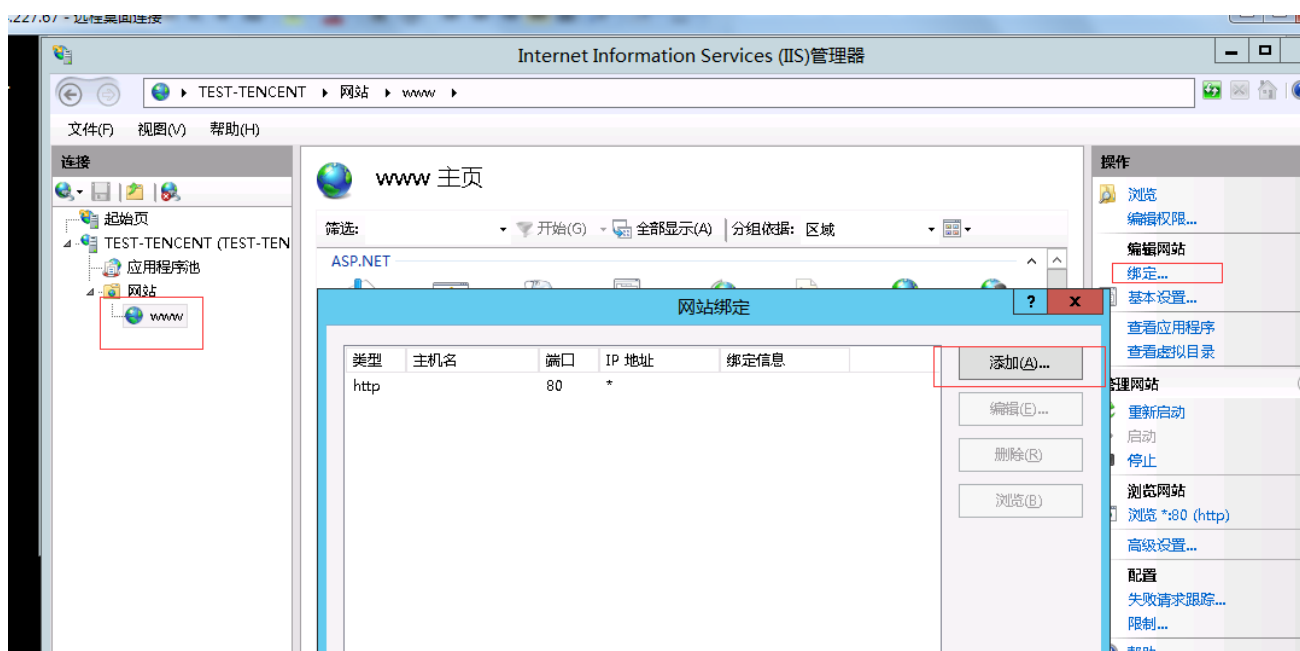 .227.67 - 远程桌面连接
Internet Information Services (IIS)管理器
TEST-TENCENT 网站 www
文件(F) 视图(V) 帮助(H)
连接
起始页
TEST-TENCENT (TEST-TEN
应用程序池
网站
www
www 主页
筛选: 开始(G) 全部显示(A) 分组依据: 区域
ASP.NET
网站绑定
? x
类型 主机名 端口 IP 地址 绑定信息
http 80 *
添加(A)...
编辑(E)...
删除(R)
浏览(B)
操作
浏览
编辑权限...
编辑网站
绑定...
基本设置...
查看应用程序
查看虚拟目录
管理网站
重新启动
启动
停止
浏览网站
浏览 *:80 (http)
高级设置...
配置
失败请求跟踪...
限制...